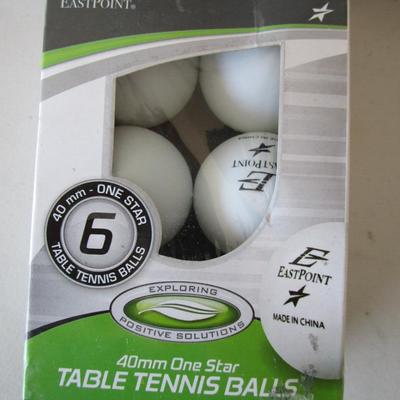 EASTPOINT®
EASTPOINT
40 mm - ONE STAR
6
TABLE TENNIS BALLS
EASTPOINT
MADE IN CHINA
EXPLORING
POSITIVE SOLUTIONS
40mm One Star
TABLE TENNIS BALLS